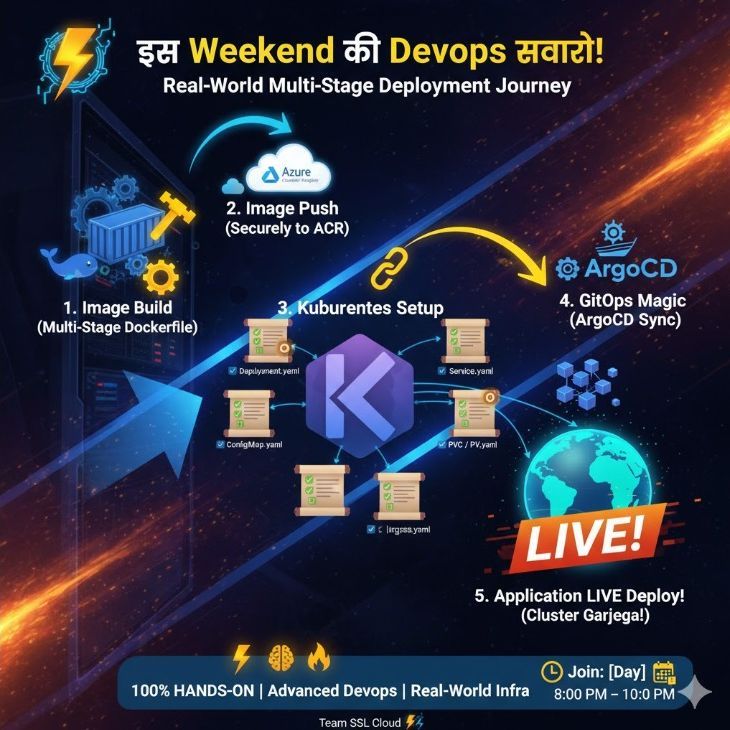 इस Weekend की Devops सवारो!
Real-World Multi-Stage Deployment Journey
Azure
2. Image Push
(Securely to ACR)
ArgoCD
1. Image Build
(Multi-Stage Dockerfile)
3. Kuburentes Setup
4. GitOps Magic
(ArgoCD Sync)
Daplyment.yaml
Service.yaml
K
ConfigMap.yaml
PVC / PV.yaml
LIVE!
5. Application LIVE Deploy!
(Cluster Garjega!)
100% HANDS-ON | Advanced Devops | Real-World Infra
Join: [Day]
8:00 PM – 10:0 PM
Team SSL Cloud